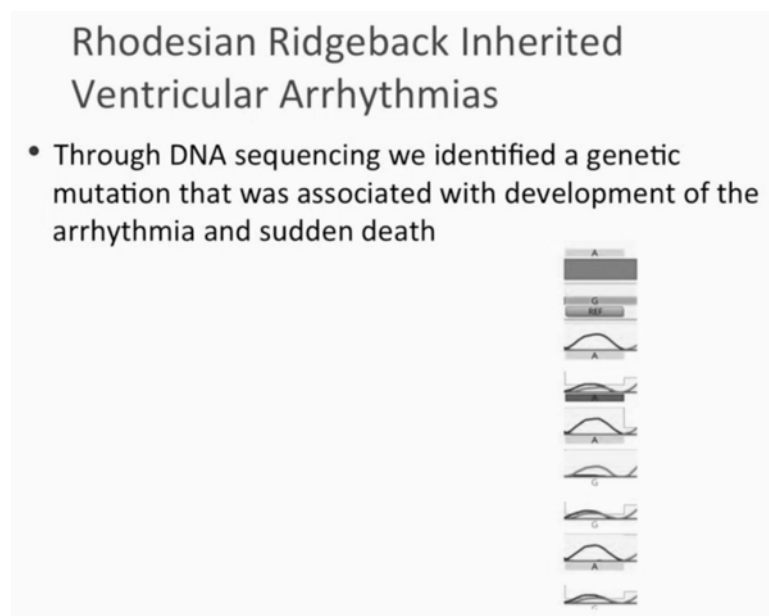 Rhodesian Ridgeback Inherited
Ventricular Arrhythmias
• Through DNA sequencing we identified a genetic
mutation that was associated with development of the
arrhythmia and sudden death
A
G
REF
A
A
A
G
G
A
G